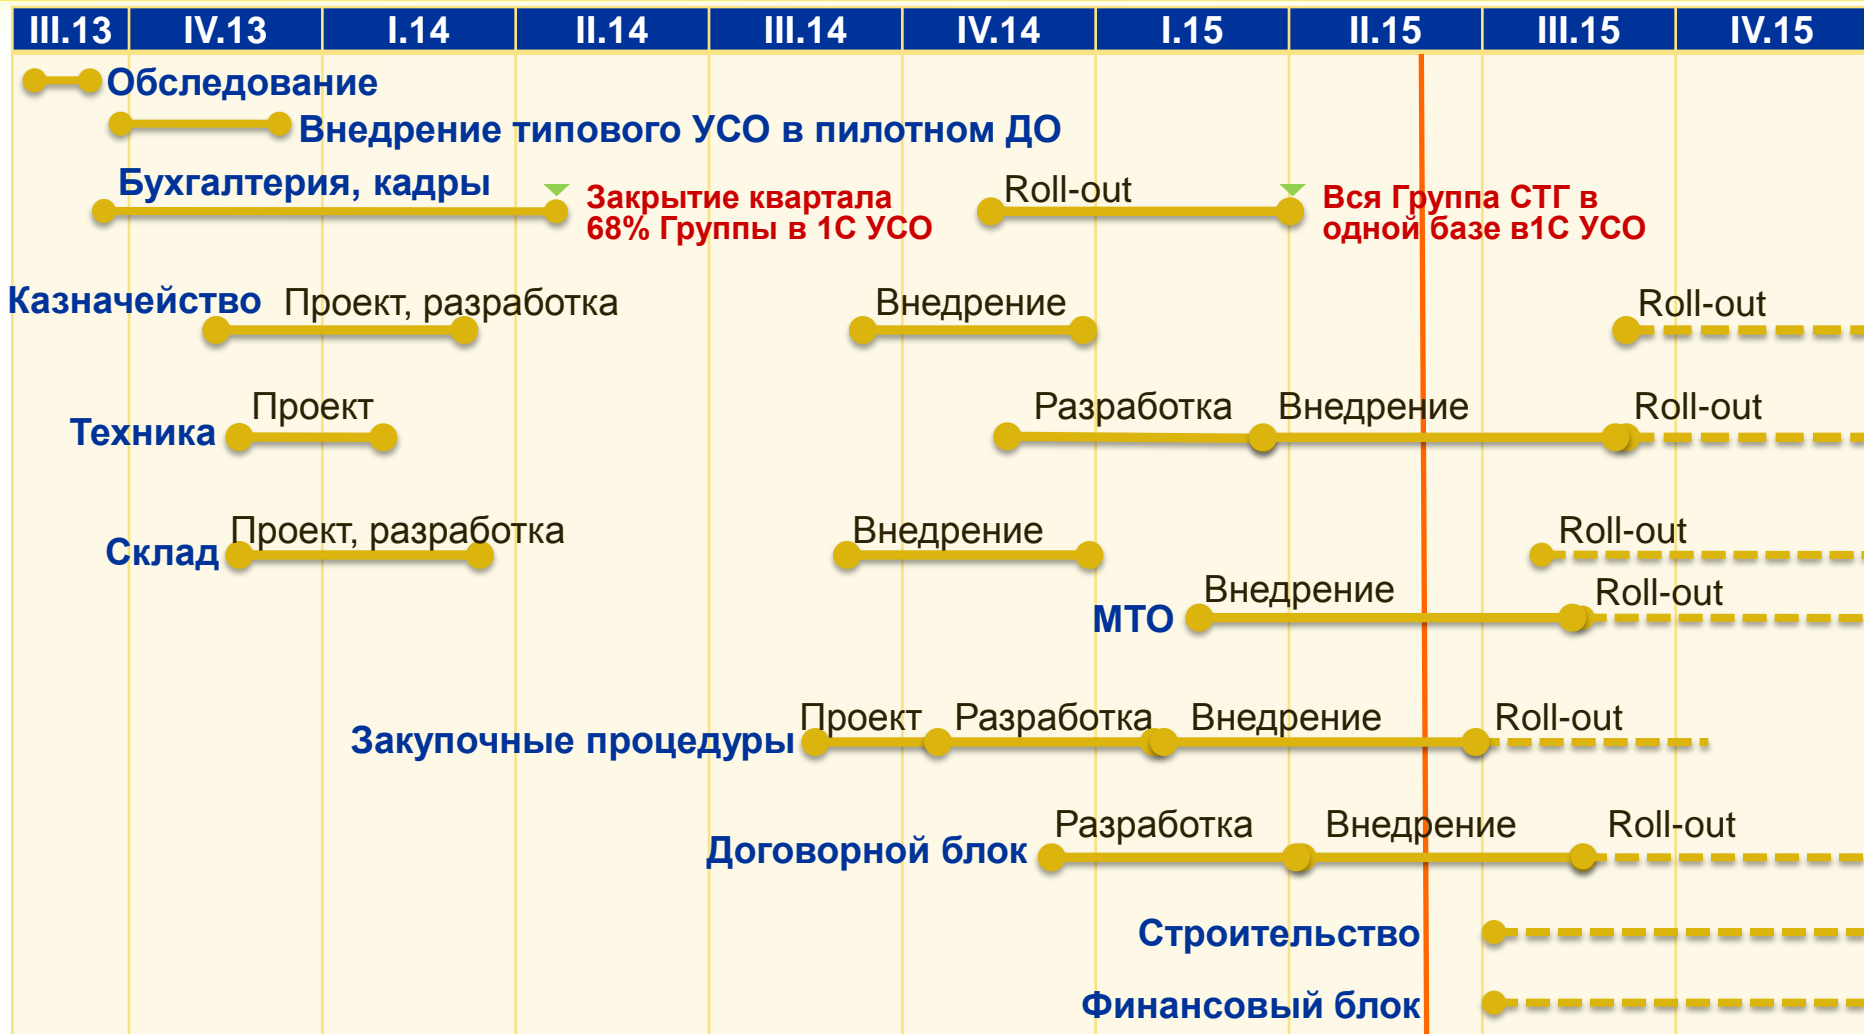 III.13 IV.13 I.14 II.14 III.14 IV.14 I.15 II.15 III.15 IV.15
Обследование
Внедрение типового УСО в пилотном ДО
Бухгалтерия, кадры
Закрытие квартала
68% Группы в 1С УСО
Roll-out
Вся Группа СТГ в
одной базе в1С УСО
Казначейство
Проект, разработка
Внедрение
Roll-out
Техника
Проект
Разработка
Внедрение
Roll-out
Склад
Проект, разработка
Внедрение
Roll-out
МТО
Внедрение
Roll-out
Закупочные процедуры
Проект
Разработка
Внедрение
Roll-out
Договорной блок
Разработка
Внедрение
Roll-out
Строительство
Финансовый блок